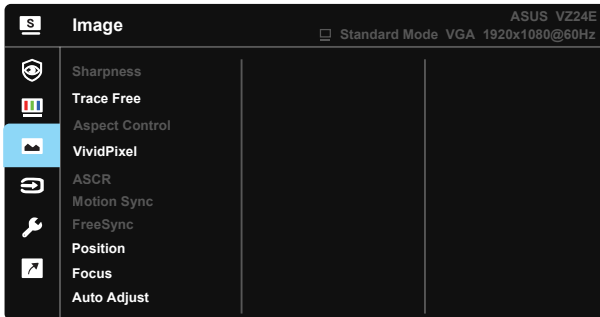 S
Image
ASUS VZ24E
Standard Mode VGA 1920x1080@60Hz
Sharpness
Trace Free
Aspect Control
VividPixel
ASCR
Motion Sync
FreeSync
Position
Focus
Auto Adjust